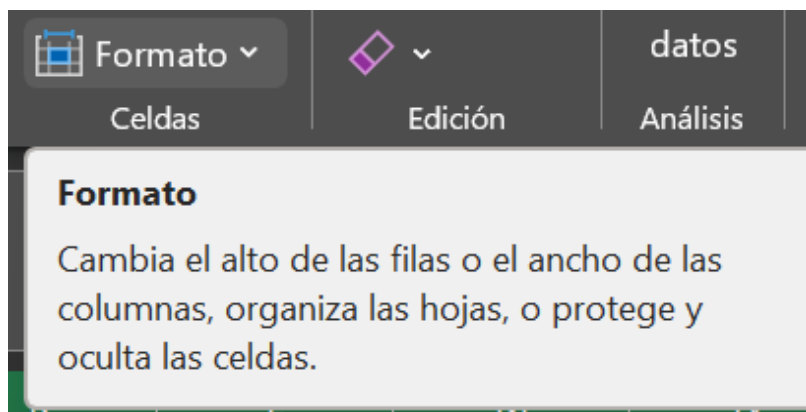 Formato
datos
Celdas
Edición
Análisis
Formato
Cambia el alto de las filas o el ancho de las
columnas, organiza las hojas, o protege y
oculta las celdas.